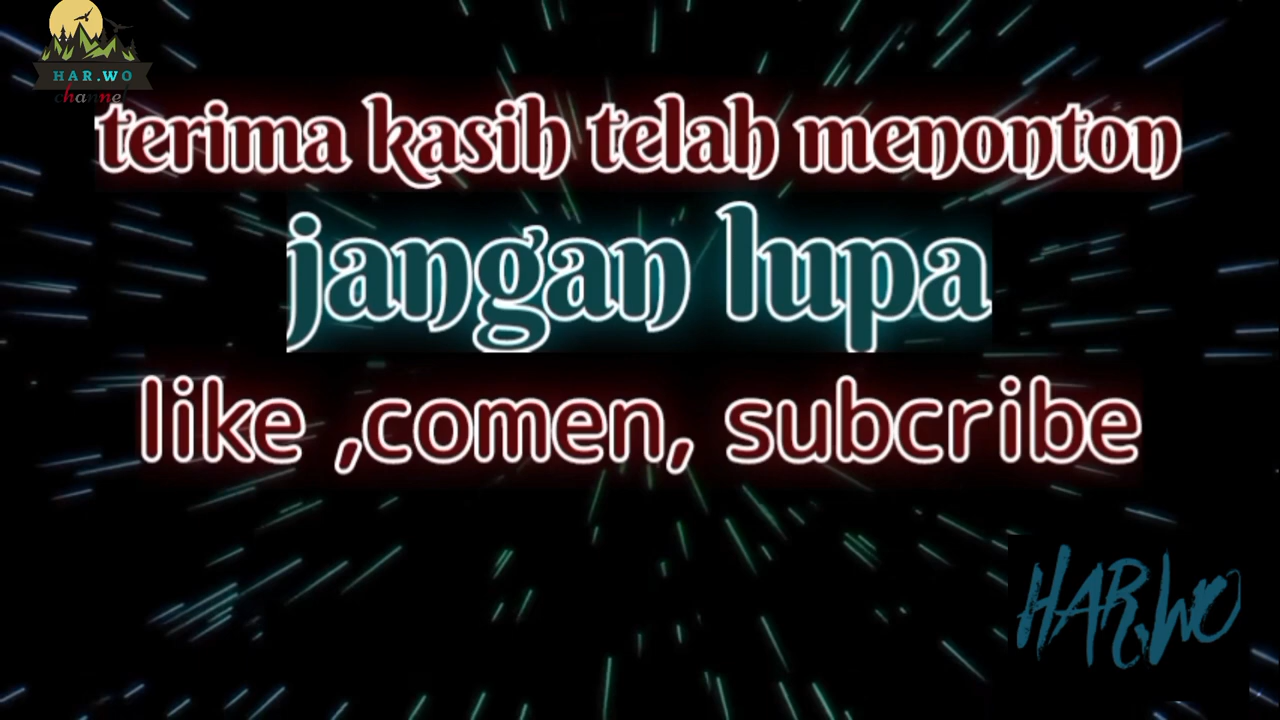 HAR.WO
channel
terima kasih telah menonton
jangan lupa
like ,comen, subcribe
HAR.WO